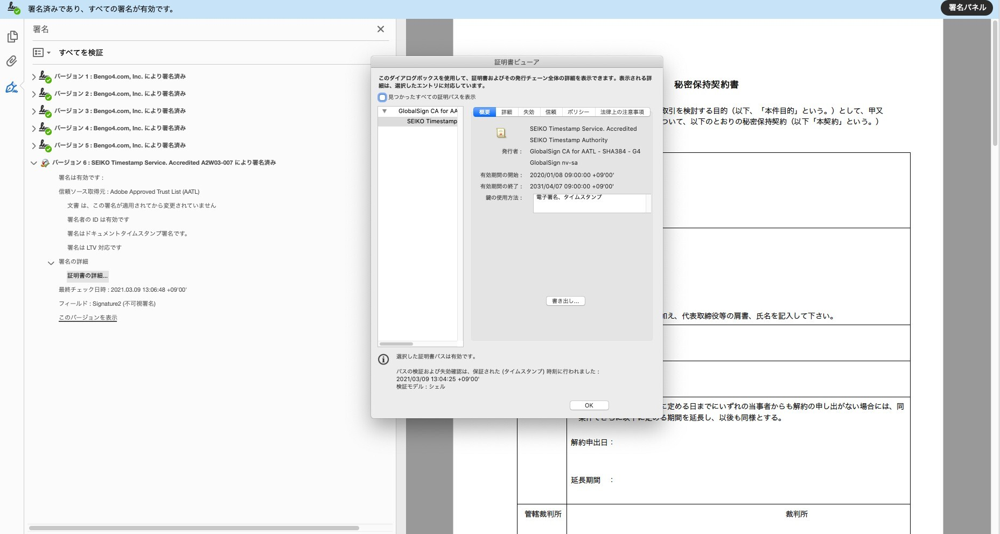 署名済みであり、すべての署名が有効です。
署名パネル
署名
すべてを検証
バージョン 1 : Bengo4.com, Inc. により署名済み
バージョン 2 : Bengo4.com, Inc. により署名済み
バージョン 3 : Bengo4.com, Inc. により署名済み
バージョン 4 : Bengo4.com, Inc. により署名済み
バージョン 5 : Bengo4.com, Inc. により署名済み
バージョン 6 : SEIKO Timestamp Service. Accredited A2W03-007 により署名済み
署名は有効です :
信頼ソース取得元 : Adobe Approved Trust List (AATL)
文書 は、この署名が適用されてから変更されていません
署名者の ID は有効です
署名はドキュメントタイムスタンプ署名です。
署名は LTV 対応です
署名の詳細
証明書の詳細...
最終チェック日時 : 2021.03.09 13:06:48 +09'00'
フィールド : Signature2 (不可視署名)
このバージョンを表示
証明書ビューア
このダイアログボックスを使用して、証明書およびその発行チェーン全体の詳細を表示できます。表示される詳
細は、選択したエントリに対応しています。
見つかったすべての証明パスを表示
GlobalSign CA for AA
SEIKO Timestamp
概要 詳細 失効 信頼 ポリシー 法律上の注意事項
SEIKO Timestamp Service. Accredited
SEIKO Timestamp Authority
発行者 : GlobalSign CA for AATL - SHA384 - G4
GlobalSign nv-sa
有効期間の開始 : 2020/01/08 09:00:00 +09'00'
有効期間の終了 : 2031/04/07 09:00:00 +09'00'
鍵の使用方法 : 電子署名、タイムスタンプ
書き出し...
選択した証明書パスは有効です。
パスの検証および失効確認は、保証された (タイムスタンプ) 時刻に行われました :
2021/03/09 13:04:25 +09'00'
検証モデル : シェル
OK
秘密保持契約書
取引を検討する目的（以下、「本件目的」という。）として、甲又
ついて、以下のとおりの秘密保持契約（以下「本契約」という。）
加え、代表取締役等の肩書、氏名を記入して下さい。
に定める日までにいずれの当事者からも解約の申し出がない場合には、同
る期間を延長し、以後も同様とする。
解約申出日：
延長期間　：
管轄裁判所 裁判所